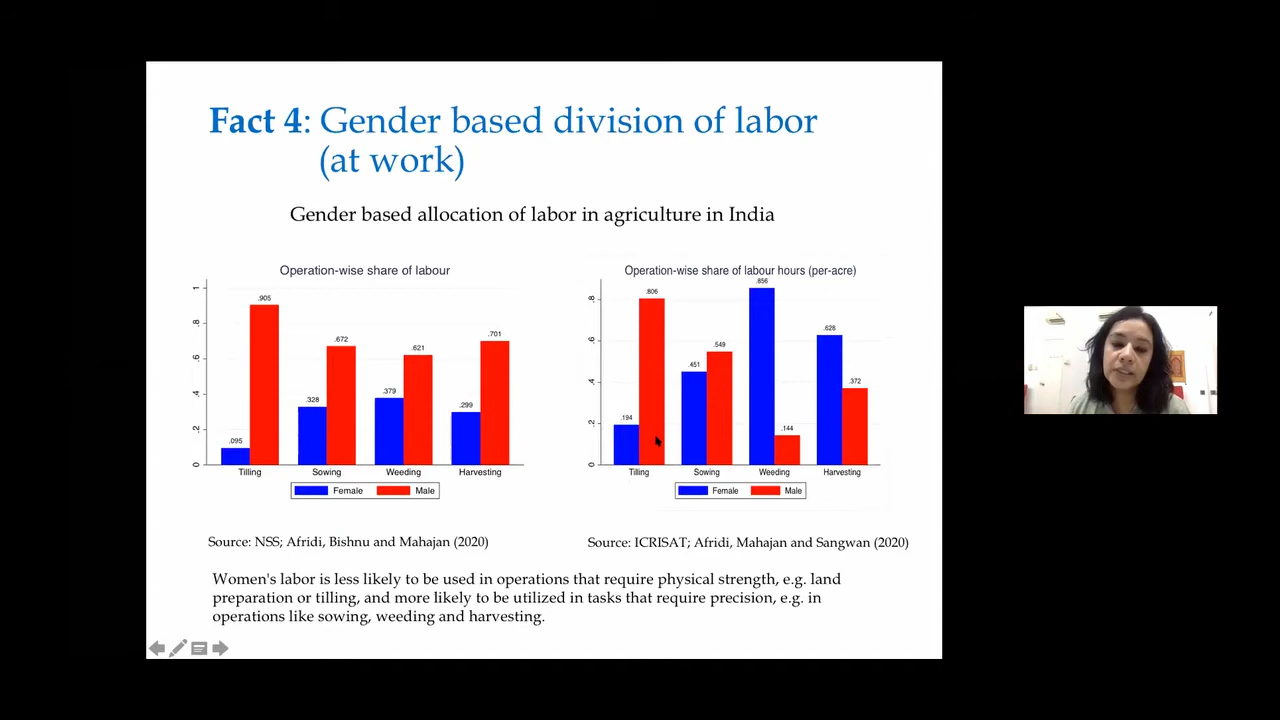 Fact 4: Gender based division of labor
(at work)
Gender based allocation of labor in agriculture in India
Operation-wise share of labour
1
.8
.6
.4
.2
0
.905
.672
.621
.701
.328
.379
.299
.095
Tilling
Sowing
Weeding
Harvesting
Female
Male
Operation-wise share of labour hours (per-acre)
.8
.6
.4
.2
0
.856
.806
.628
.549
.451
.372
.194
.144
Tilling
Sowing
Weeding
Harvesting
Female
Male
Source: NSS; Afridi, Bishnu and Mahajan (2020)
Source: ICRISAT; Afridi, Mahajan and Sangwan (2020)
Women's labor is less likely to be used in operations that require physical strength, e.g. land
preparation or tilling, and more likely to be utilized in tasks that require precision, e.g. in
operations like sowing, weeding and harvesting.